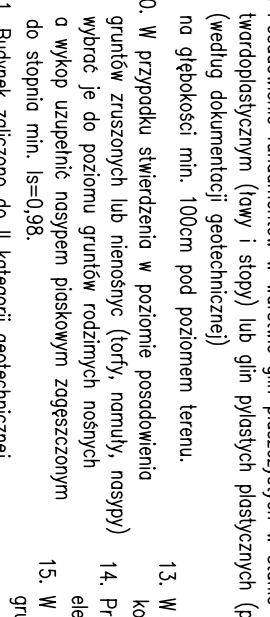 twardoplastycznym (ławy i stopy) lub glin pylastych plastycznych (p
(według dokumentacji geotechnicznej)
na głębokości min. 100cm pod poziomem terenu.
0. W przypadku stwierdzenia w poziomie posadowienia
gruntów zruszonych lub nienośnyc (torfy, namuły, nasypy)
wybrać je do poziomu gruntów rodzimych nośnych
a wykop uzupełnić nasypem piaskowym zagęszczonym
do stopnia min. Is=0,98.
1. Budynek zaliczono do II kategorii geotechnicznej
13. W
ko
14. Pr
ele
15. W
gru